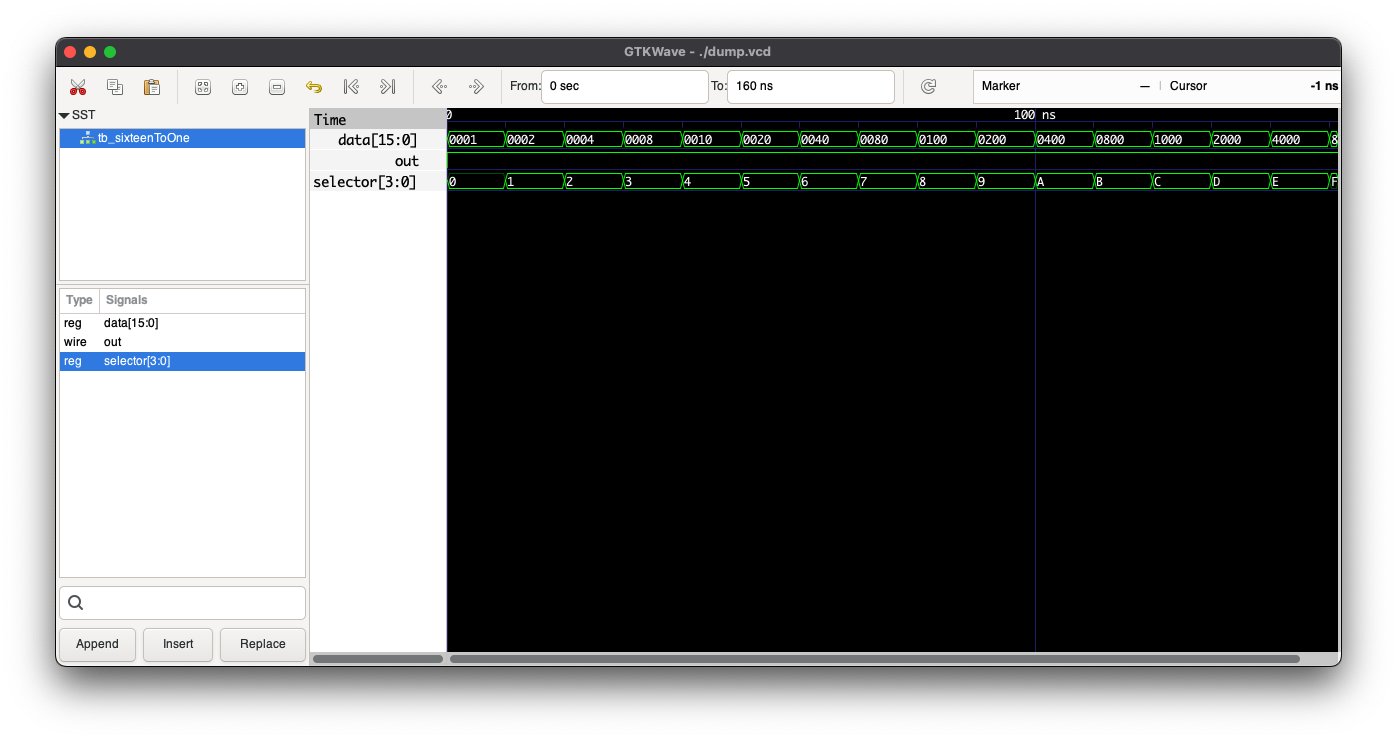 GTKWave - ./dump.vcd
From: 0 sec To: 160 ns Marker — | Cursor -1 ns
SST
tb_sixteenToOne
Type Signals
reg data[15:0]
wire out
reg selector[3:0]
Append Insert Replace
Time 0 100 ns
data[15:0] 0001 0002 0004 0008 0010 0020 0040 0080 0100 0200 0400 0800 1000 2000 4000 8
out
selector[3:0] 0 1 2 3 4 5 6 7 8 9 A B C D E F